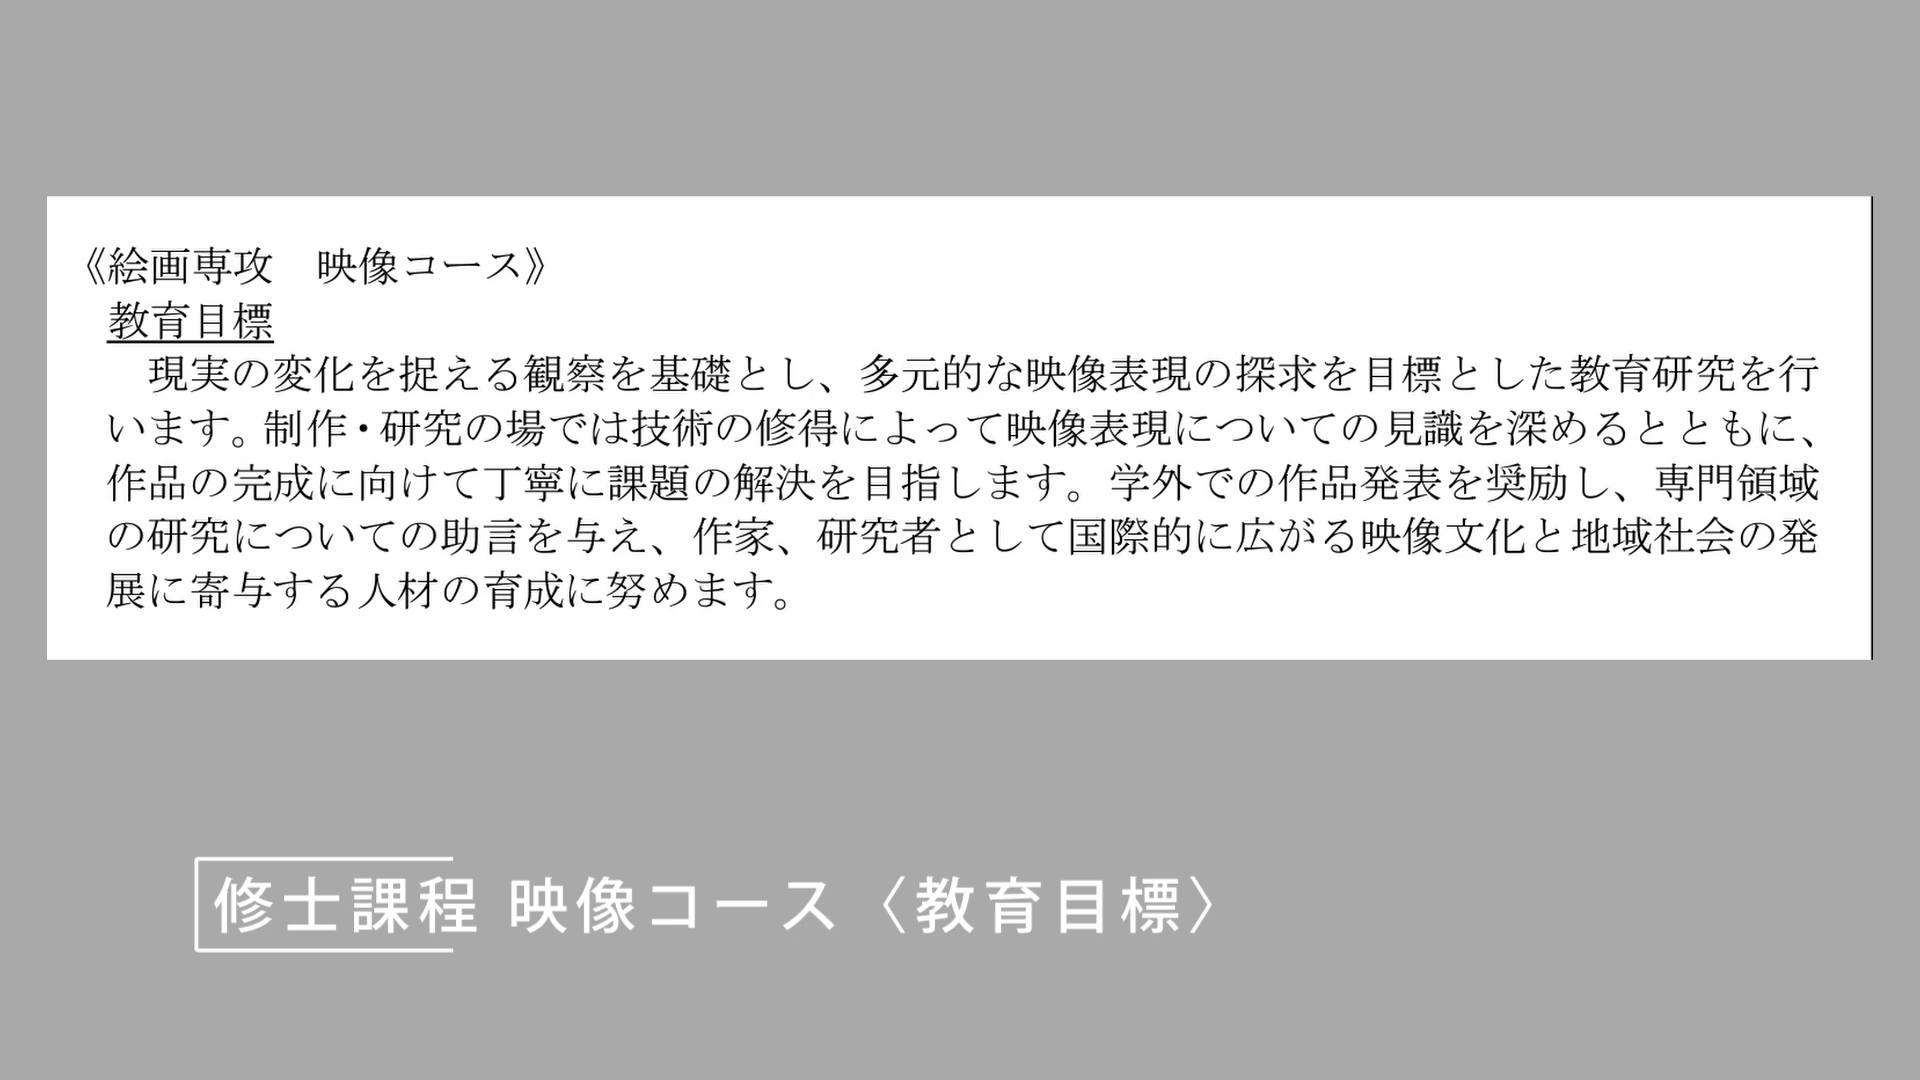 《絵画専攻　映像コース》
教育目標
現実の変化を捉える観察を基礎とし、多元的な映像表現の探求を目標とした教育研究を行
います。制作・研究の場では技術の修得によって映像表現についての見識を深めるとともに、
作品の完成に向けて丁寧に課題の解決を目指します。学外での作品発表を奨励し、専門領域
の研究についての助言を与え、作家、研究者として国際的に広がる映像文化と地域社会の発
展に寄与する人材の育成に努めます。
修士課程 映像コース〈教育目標〉